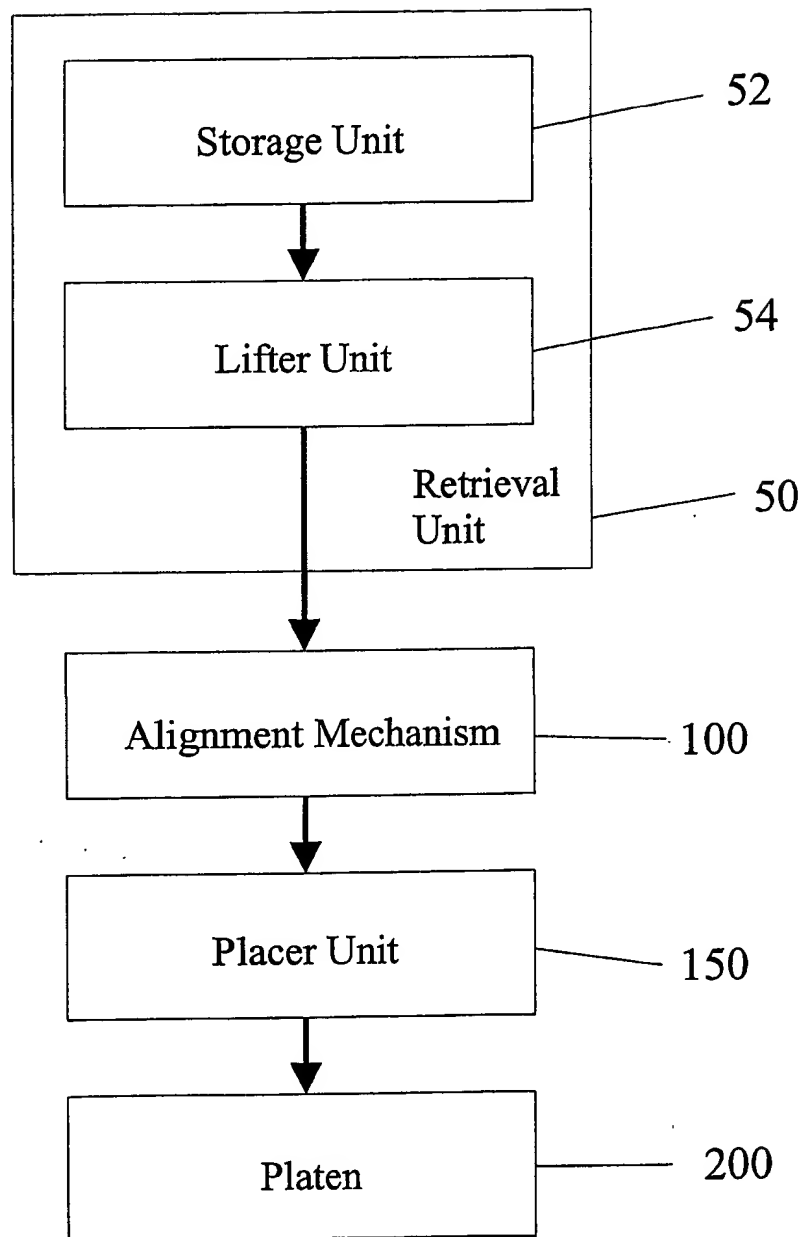 52
Storage Unit
54
Lifter Unit
Retrieval
Unit
50
Alignment Mechanism
100
Placer Unit
150
Platen
200